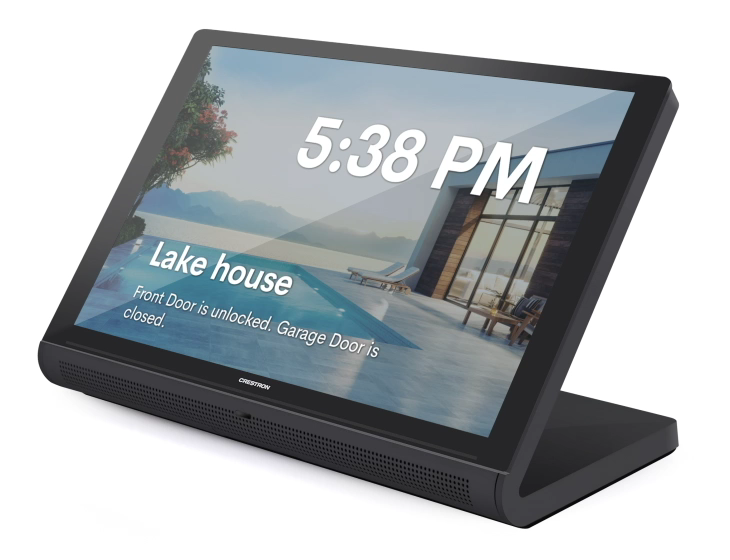 5:38 PM
Lake house
Front Door is unlocked. Garage Door is
closed.
CRESTRON